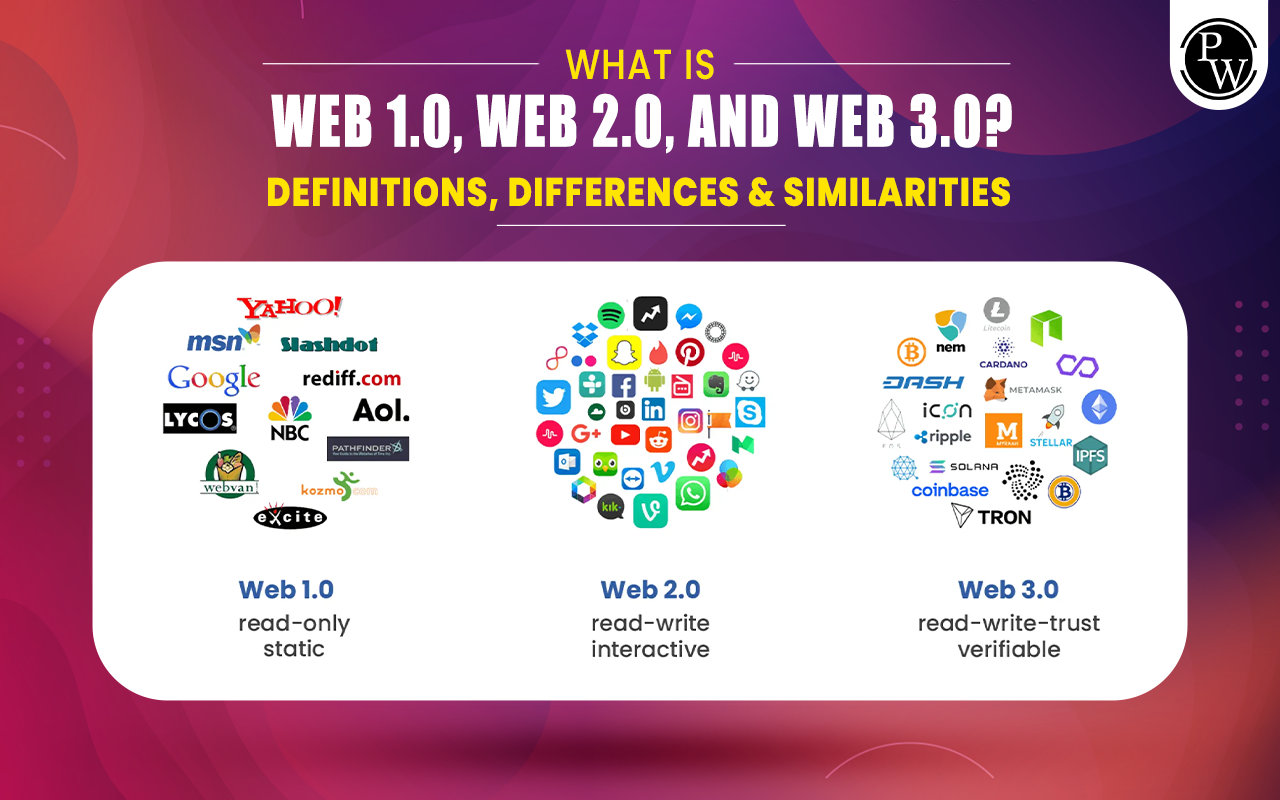 P
W
WHAT IS
WEB 1.0, WEB 2.0, AND WEB 3.0?
DEFINITIONS, DIFFERENCES & SIMILARITIES
YAHOO!
msn
Slashdot
Google
rediff.com
LYCOS
NBC
Aol.
PATHFINDER
webvan
kozmo.com
excite
Web 1.0
read-only
static
f
in
G+
kik·
Web 2.0
read-write
interactive
Litecoin
nem
CARDANO
DASH
METAMASK
icon
ripple
M
STELLAR
IPFS
EOS
SOLANA
coinbase
TRON
Web 3.0
read-write-trust
verifiable